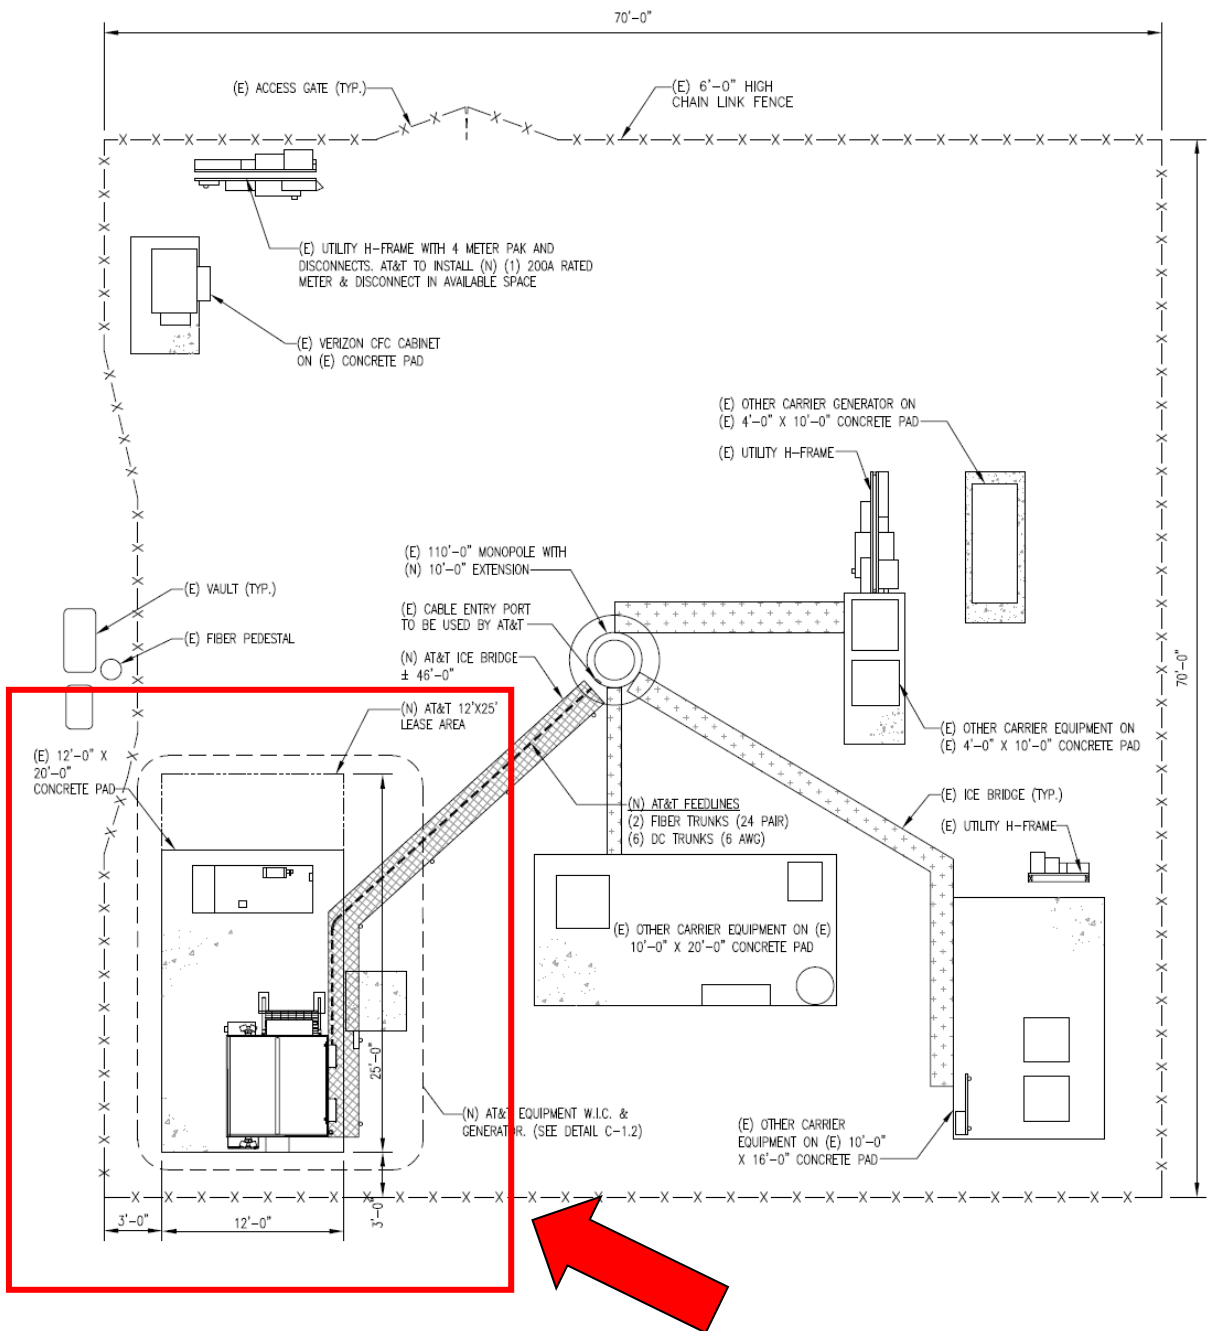 70'-0"
(E) ACCESS GATE (TYP.)
(E) 6'-0" HIGH
CHAIN LINK FENCE
(E) UTILITY H-FRAME WITH 4 METER PAK AND
DISCONNECTS. AT&T TO INSTALL (N) (1) 200A RATED
METER & DISCONNECT IN AVAILABLE SPACE
(E) VERIZON CFC CABINET
ON (E) CONCRETE PAD
(E) OTHER CARRIER GENERATOR ON
(E) 4'-0" X 10'-0" CONCRETE PAD
(E) UTILITY H-FRAME
(E) 110'-0" MONOPOLE WITH
(N) 10'-0" EXTENSION
(E) VAULT (TYP.)
(E) CABLE ENTRY PORT
TO BE USED BY AT&T
(E) FIBER PEDESTAL
(N) AT&T ICE BRIDGE
± 46'-0"
70'-0"
(N) AT&T 12'X25'
LEASE AREA
(E) OTHER CARRIER EQUIPMENT ON
(E) 4'-0" X 10'-0" CONCRETE PAD
(E) 12'-0" X
20'-0"
CONCRETE PAD
(E) ICE BRIDGE (TYP.)
(N) AT&T FEEDLINES
(2) FIBER TRUNKS (24 PAIR)
(6) DC TRUNKS (6 AWG)
(E) UTILITY H-FRAME
(E) OTHER CARRIER EQUIPMENT ON (E)
10'-0" X 20'-0" CONCRETE PAD
25'-0"
(N) AT&T EQUIPMENT W.I.C. &
GENERATOR. (SEE DETAIL C-1.2)
(E) OTHER CARRIER
EQUIPMENT ON (E) 10'-0"
X 16'-0" CONCRETE PAD
3'-0"
12'-0"
3'-0"